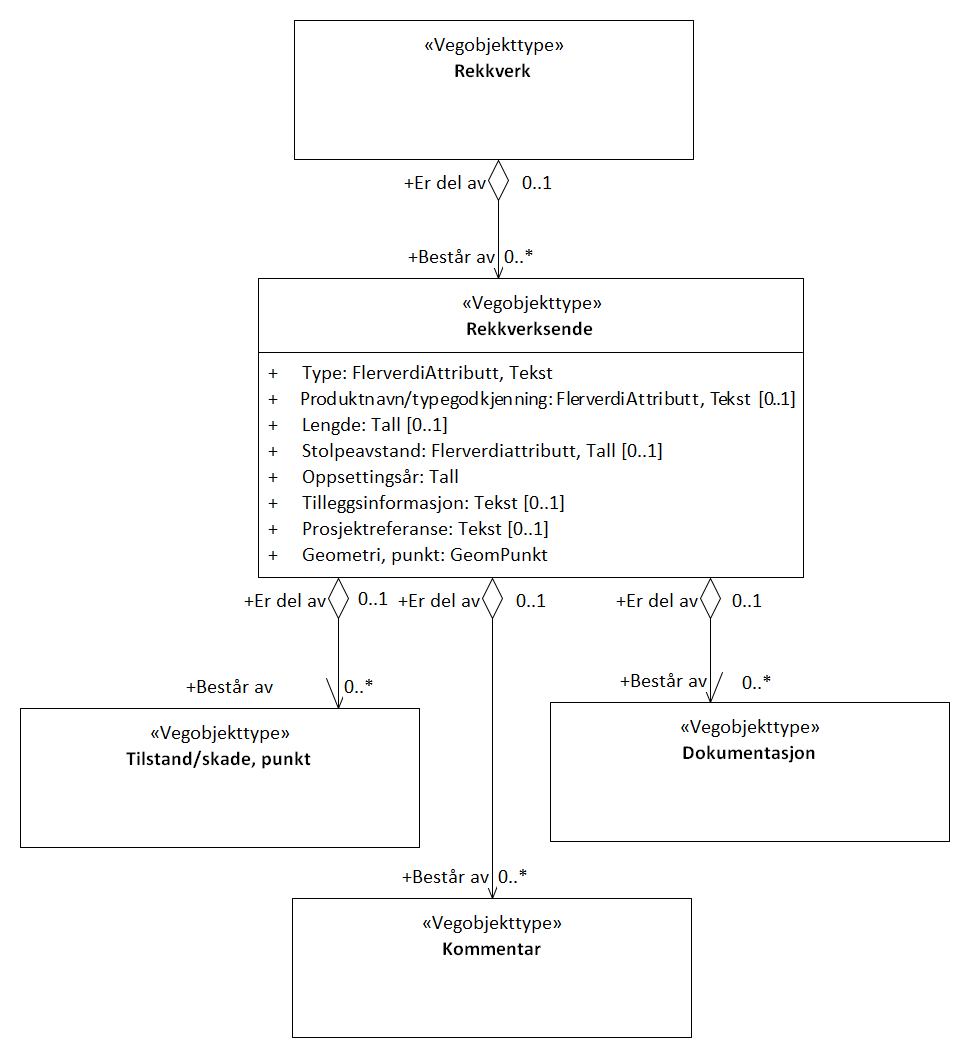 «Vegobjekttype»
Rekkverk
+Er del av 0..1
+Består av 0..*
«Vegobjekttype»
Rekkverksende
+ Type: FlerverdiAttributt, Tekst
+ Produktnavn/typegodkjenning: FlerverdiAttributt, Tekst [0..1]
+ Lengde: Tall [0..1]
+ Stolpeavstand: Flerverdiattributt, Tall [0..1]
+ Oppsettingsår: Tall
+ Tilleggsinformasjon: Tekst [0..1]
+ Prosjektreferanse: Tekst [0..1]
+ Geometri, punkt: GeomPunkt
+Er del av 0..1 +Er del av 0..1 +Er del av 0..1
+Består av 0..* +Består av 0..*
«Vegobjekttype»
Tilstand/skade, punkt
«Vegobjekttype»
Dokumentasjon
+Består av 0..*
«Vegobjekttype»
Kommentar